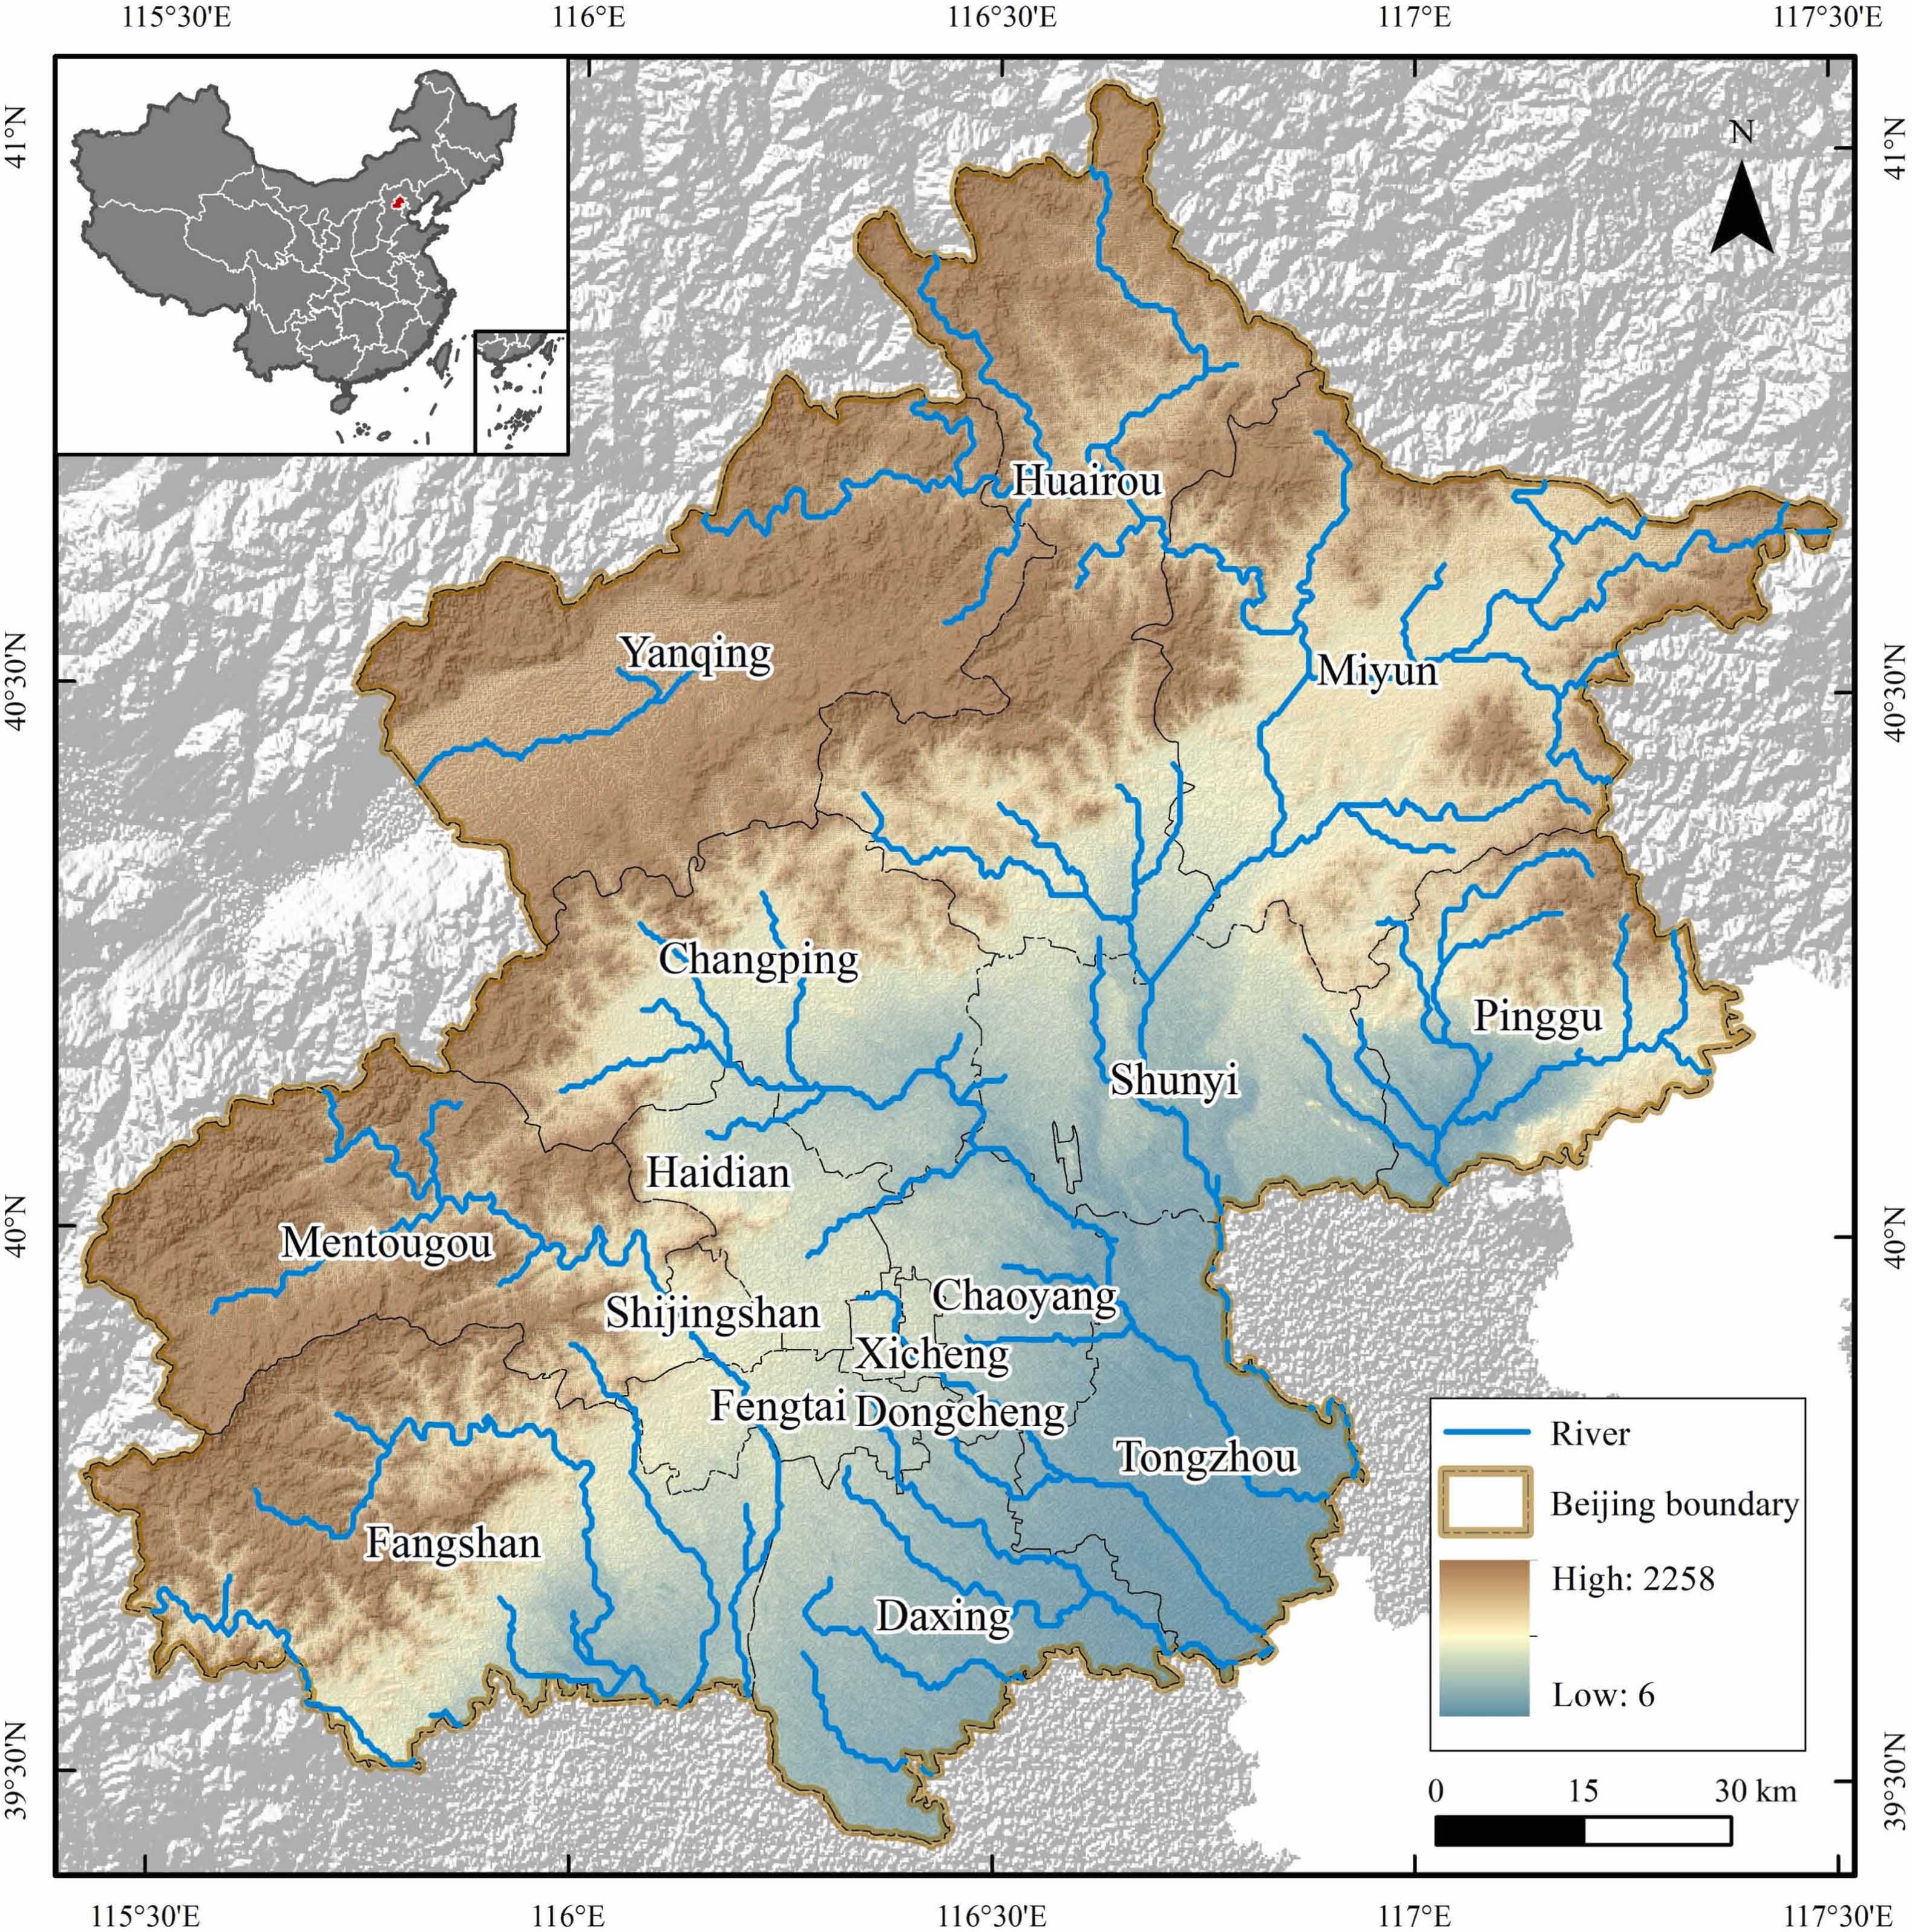 115°30'E
116°E
116°30'E
117°E
117°30'E
41°N
41°N
N
Huairou
Yanqing
Miyun
40°30'N
40°30'N
Changping
Pinggu
Shunyi
Haidian
Mentougou
40°N
40°N
Chaoyang
Shijingshan
Xicheng
Fengtai
Dongcheng
Tongzhou
Fangshan
Daxing
River
Beijing boundary
High: 2258
Low: 6
0 15 30 km
39°30'N
39°30'N
115°30'E
116°E
116°30'E
117°E
117°30'E